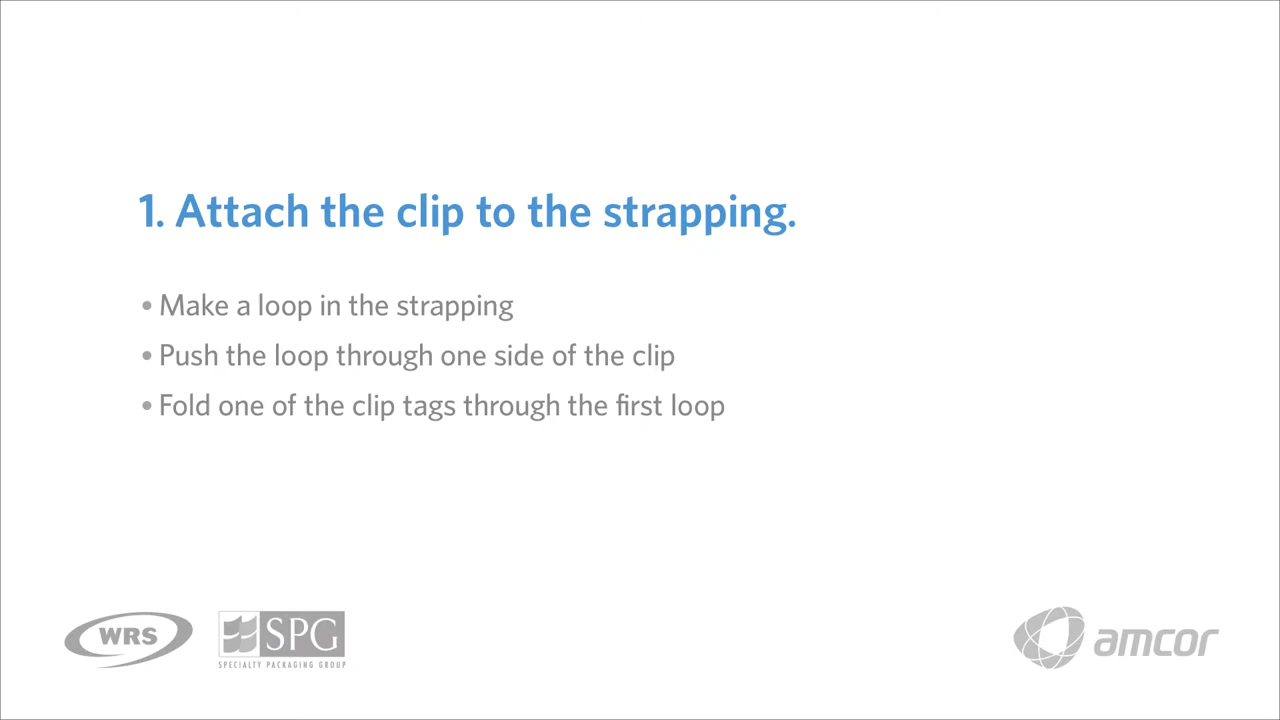 1. Attach the clip to the strapping.
• Make a loop in the strapping
• Push the loop through one side of the clip
• Fold one of the clip tags through the first loop
WRS
SPG
SPECIALTY PACKAGING GROUP
amcor